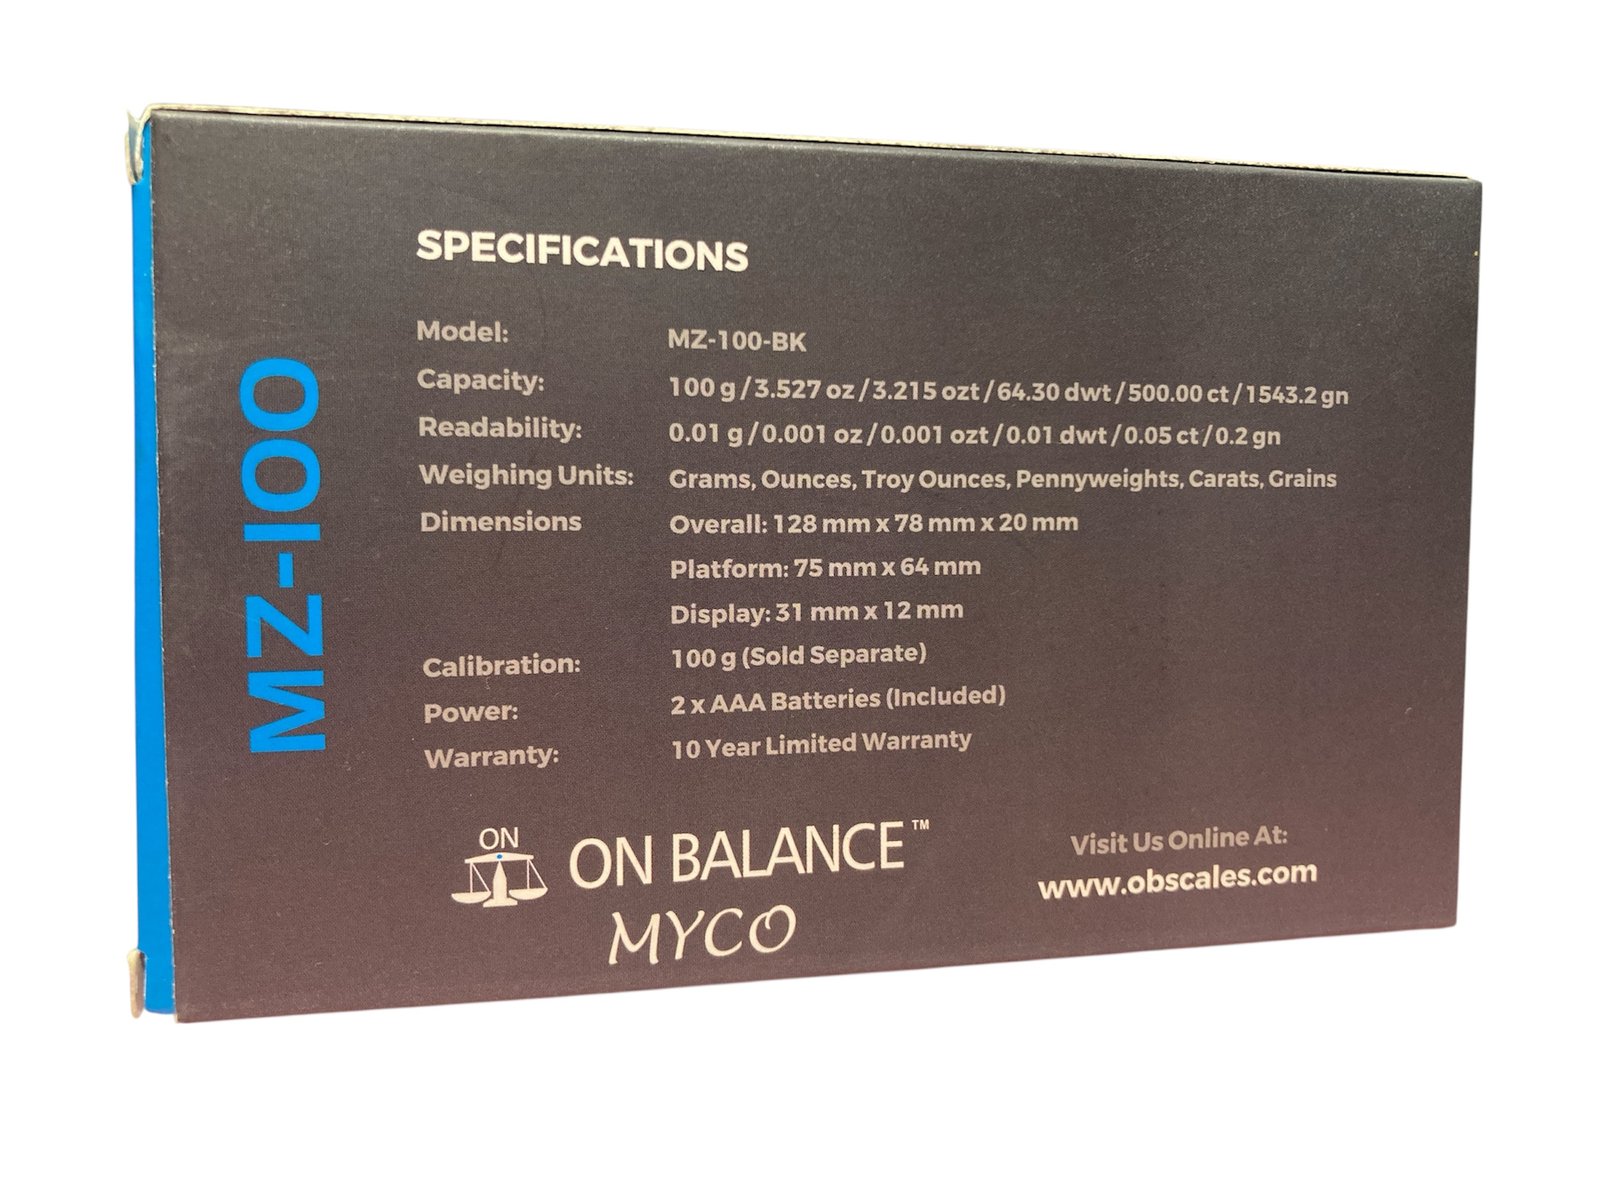 MZ-100
SPECIFICATIONS
Model: MZ-100-BK
Capacity: 100 g / 3.527 oz / 3.215 ozt / 64.30 dwt / 500.00 ct / 1543.2 gn
Readability: 0.01 g / 0.001 oz / 0.001 ozt / 0.01 dwt / 0.05 ct / 0.2 gn
Weighing Units: Grams, Ounces, Troy Ounces, Pennyweights, Carats, Grains
Dimensions Overall: 128 mm x 78 mm x 20 mm
Platform: 75 mm x 64 mm
Display: 31 mm x 12 mm
Calibration: 100 g (Sold Separate)
Power: 2 x AAA Batteries (Included)
Warranty: 10 Year Limited Warranty
ON
ON BALANCE™
MYCO
Visit Us Online At:
www.obscales.com